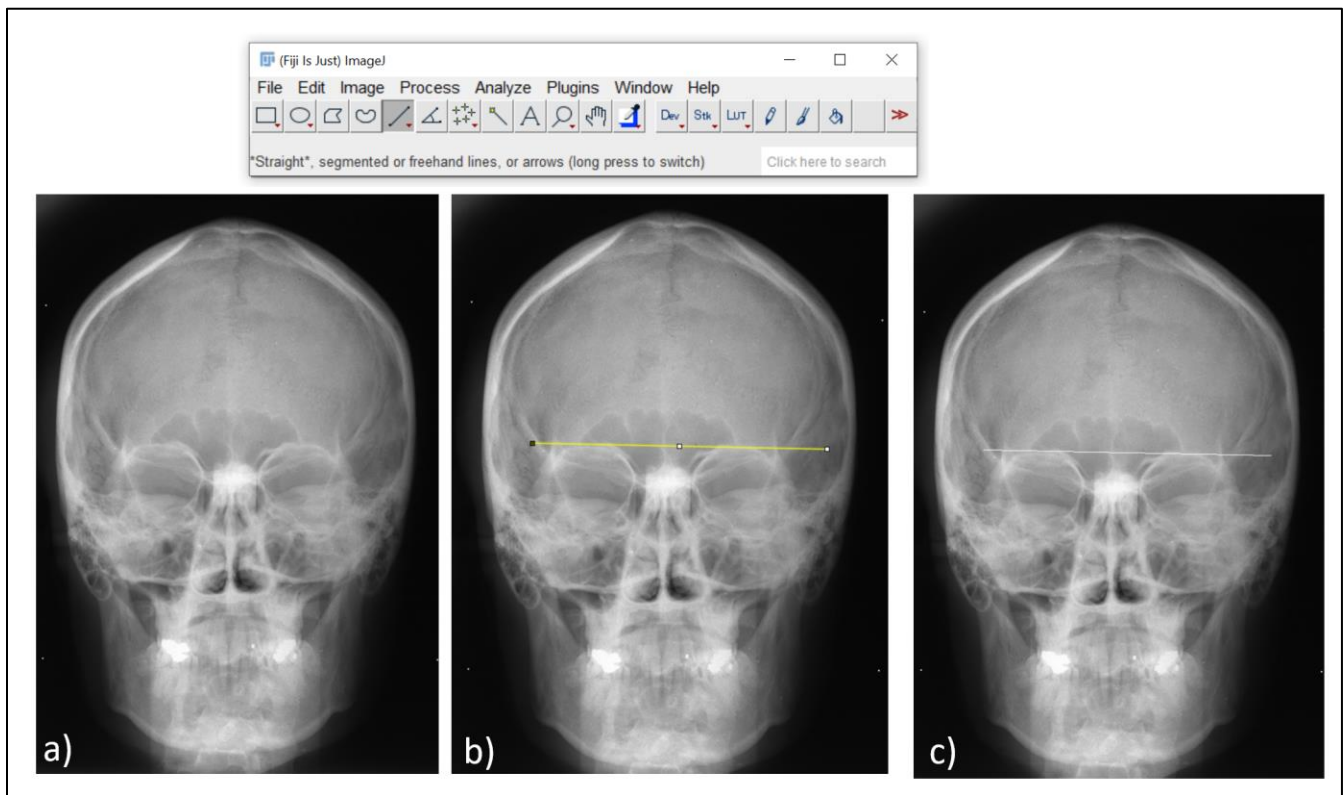 (Fiji Is Just) ImageJ
File Edit Image Process Analyze Plugins Window Help
Dev Stk LUT
*Straight*, segmented or freehand lines, or arrows (long press to switch) Click here to search
a) b) c)